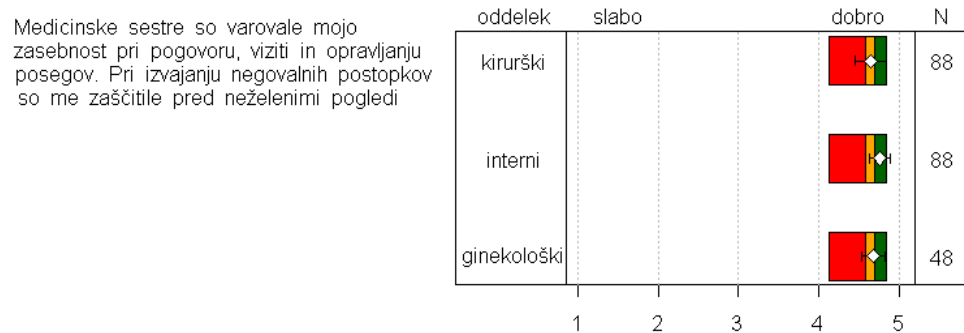 Medicinske sestre so varovale mojo
zasebnost pri pogovoru, viziti in opravljanju
posegov. Pri izvajanju negovalnih postopkov
so me zaščitile pred neželenimi pogledi
oddelek slabo dobro N
kirurški 88
interni 88
ginekološki 48
1 2 3 4 5